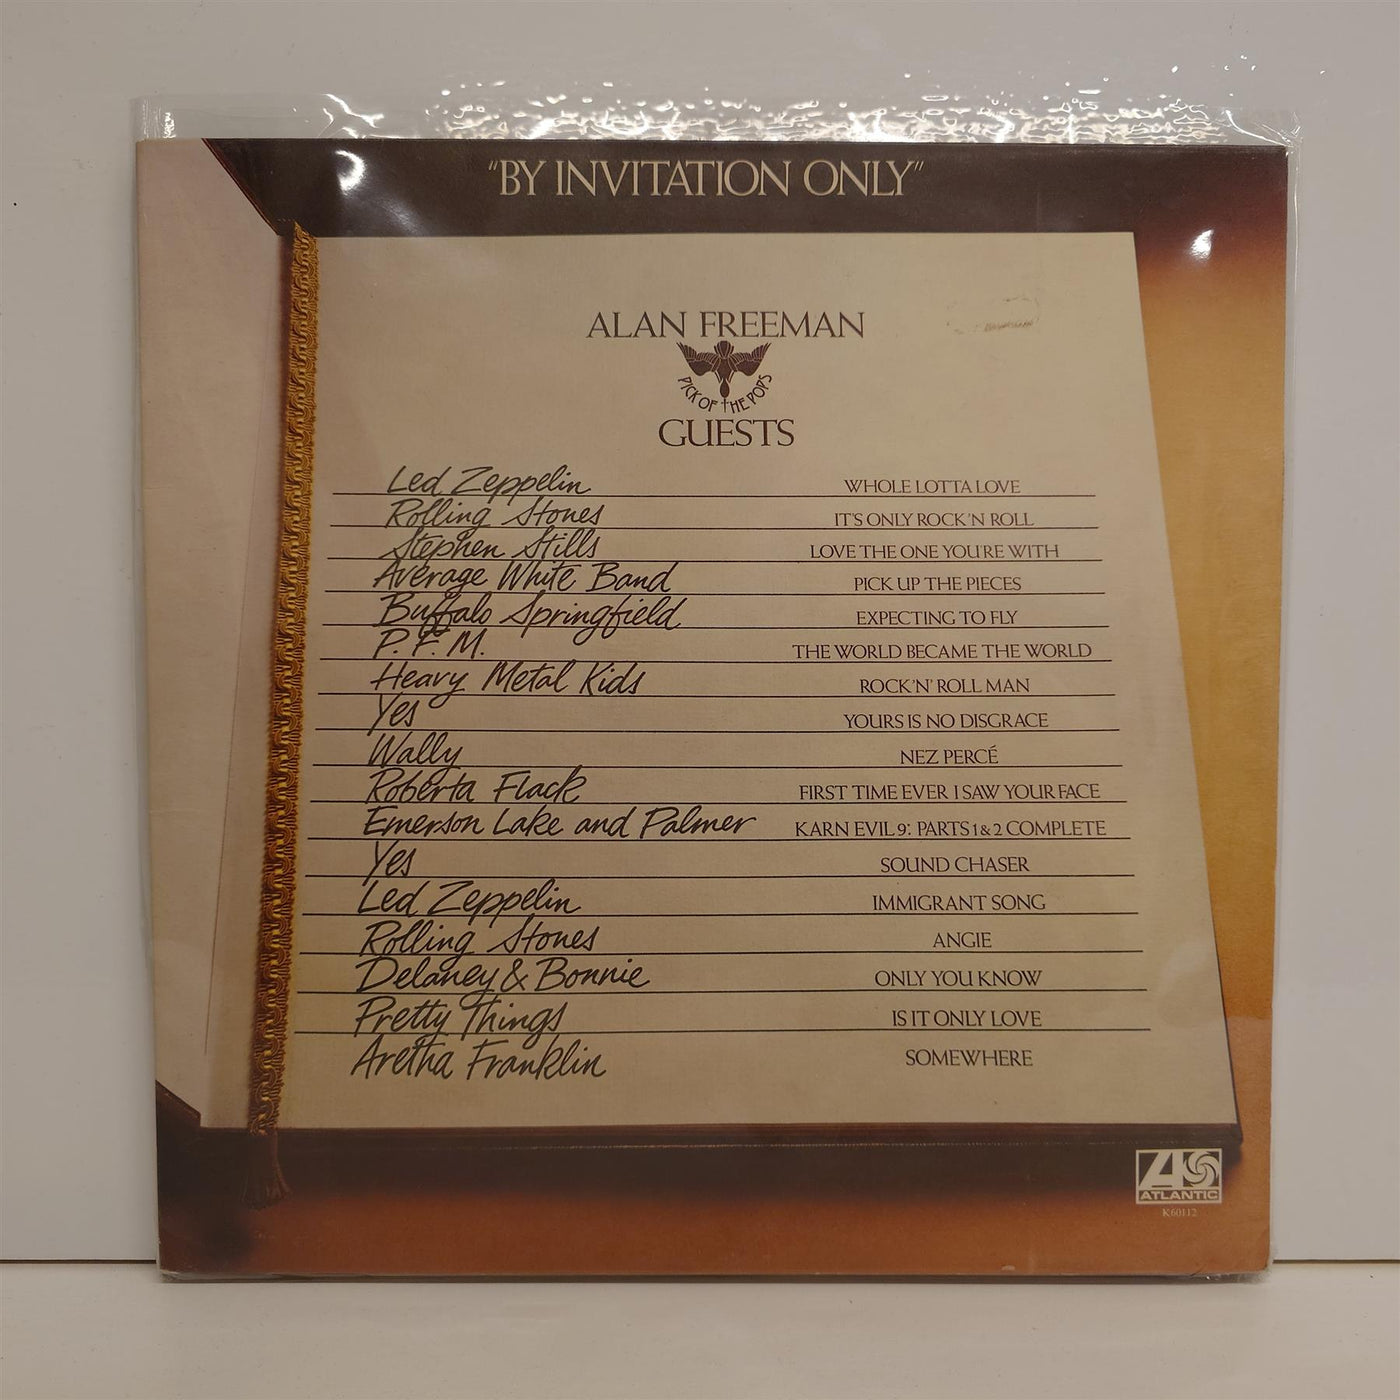 "BY INVITATION ONLY"
ALAN FREEMAN
PICK OF THE POPS
GUESTS
Led Zeppelin WHOLE LOTTA LOVE
Rolling Stones IT'S ONLY ROCK'N ROLL
Stephen Stills LOVE THE ONE YOU'RE WITH
Average White Band PICK UP THE PIECES
Buffalo Springfield EXPECTING TO FLY
P. F. M. THE WORLD BECAME THE WORLD
Heavy Metal Kids ROCK'N' ROLL MAN
Yes YOURS IS NO DISGRACE
Wally NEZ PERCÉ
Roberta Flack FIRST TIME EVER I SAW YOUR FACE
Emerson Lake and Palmer KARN EVIL 9: PARTS 1 & 2 COMPLETE
Yes SOUND CHASER
Led Zeppelin IMMIGRANT SONG
Rolling Stones ANGIE
Delaney & Bonnie ONLY YOU KNOW
Pretty Things IS IT ONLY LOVE
Aretha Franklin SOMEWHERE
ATLANTIC
K60112